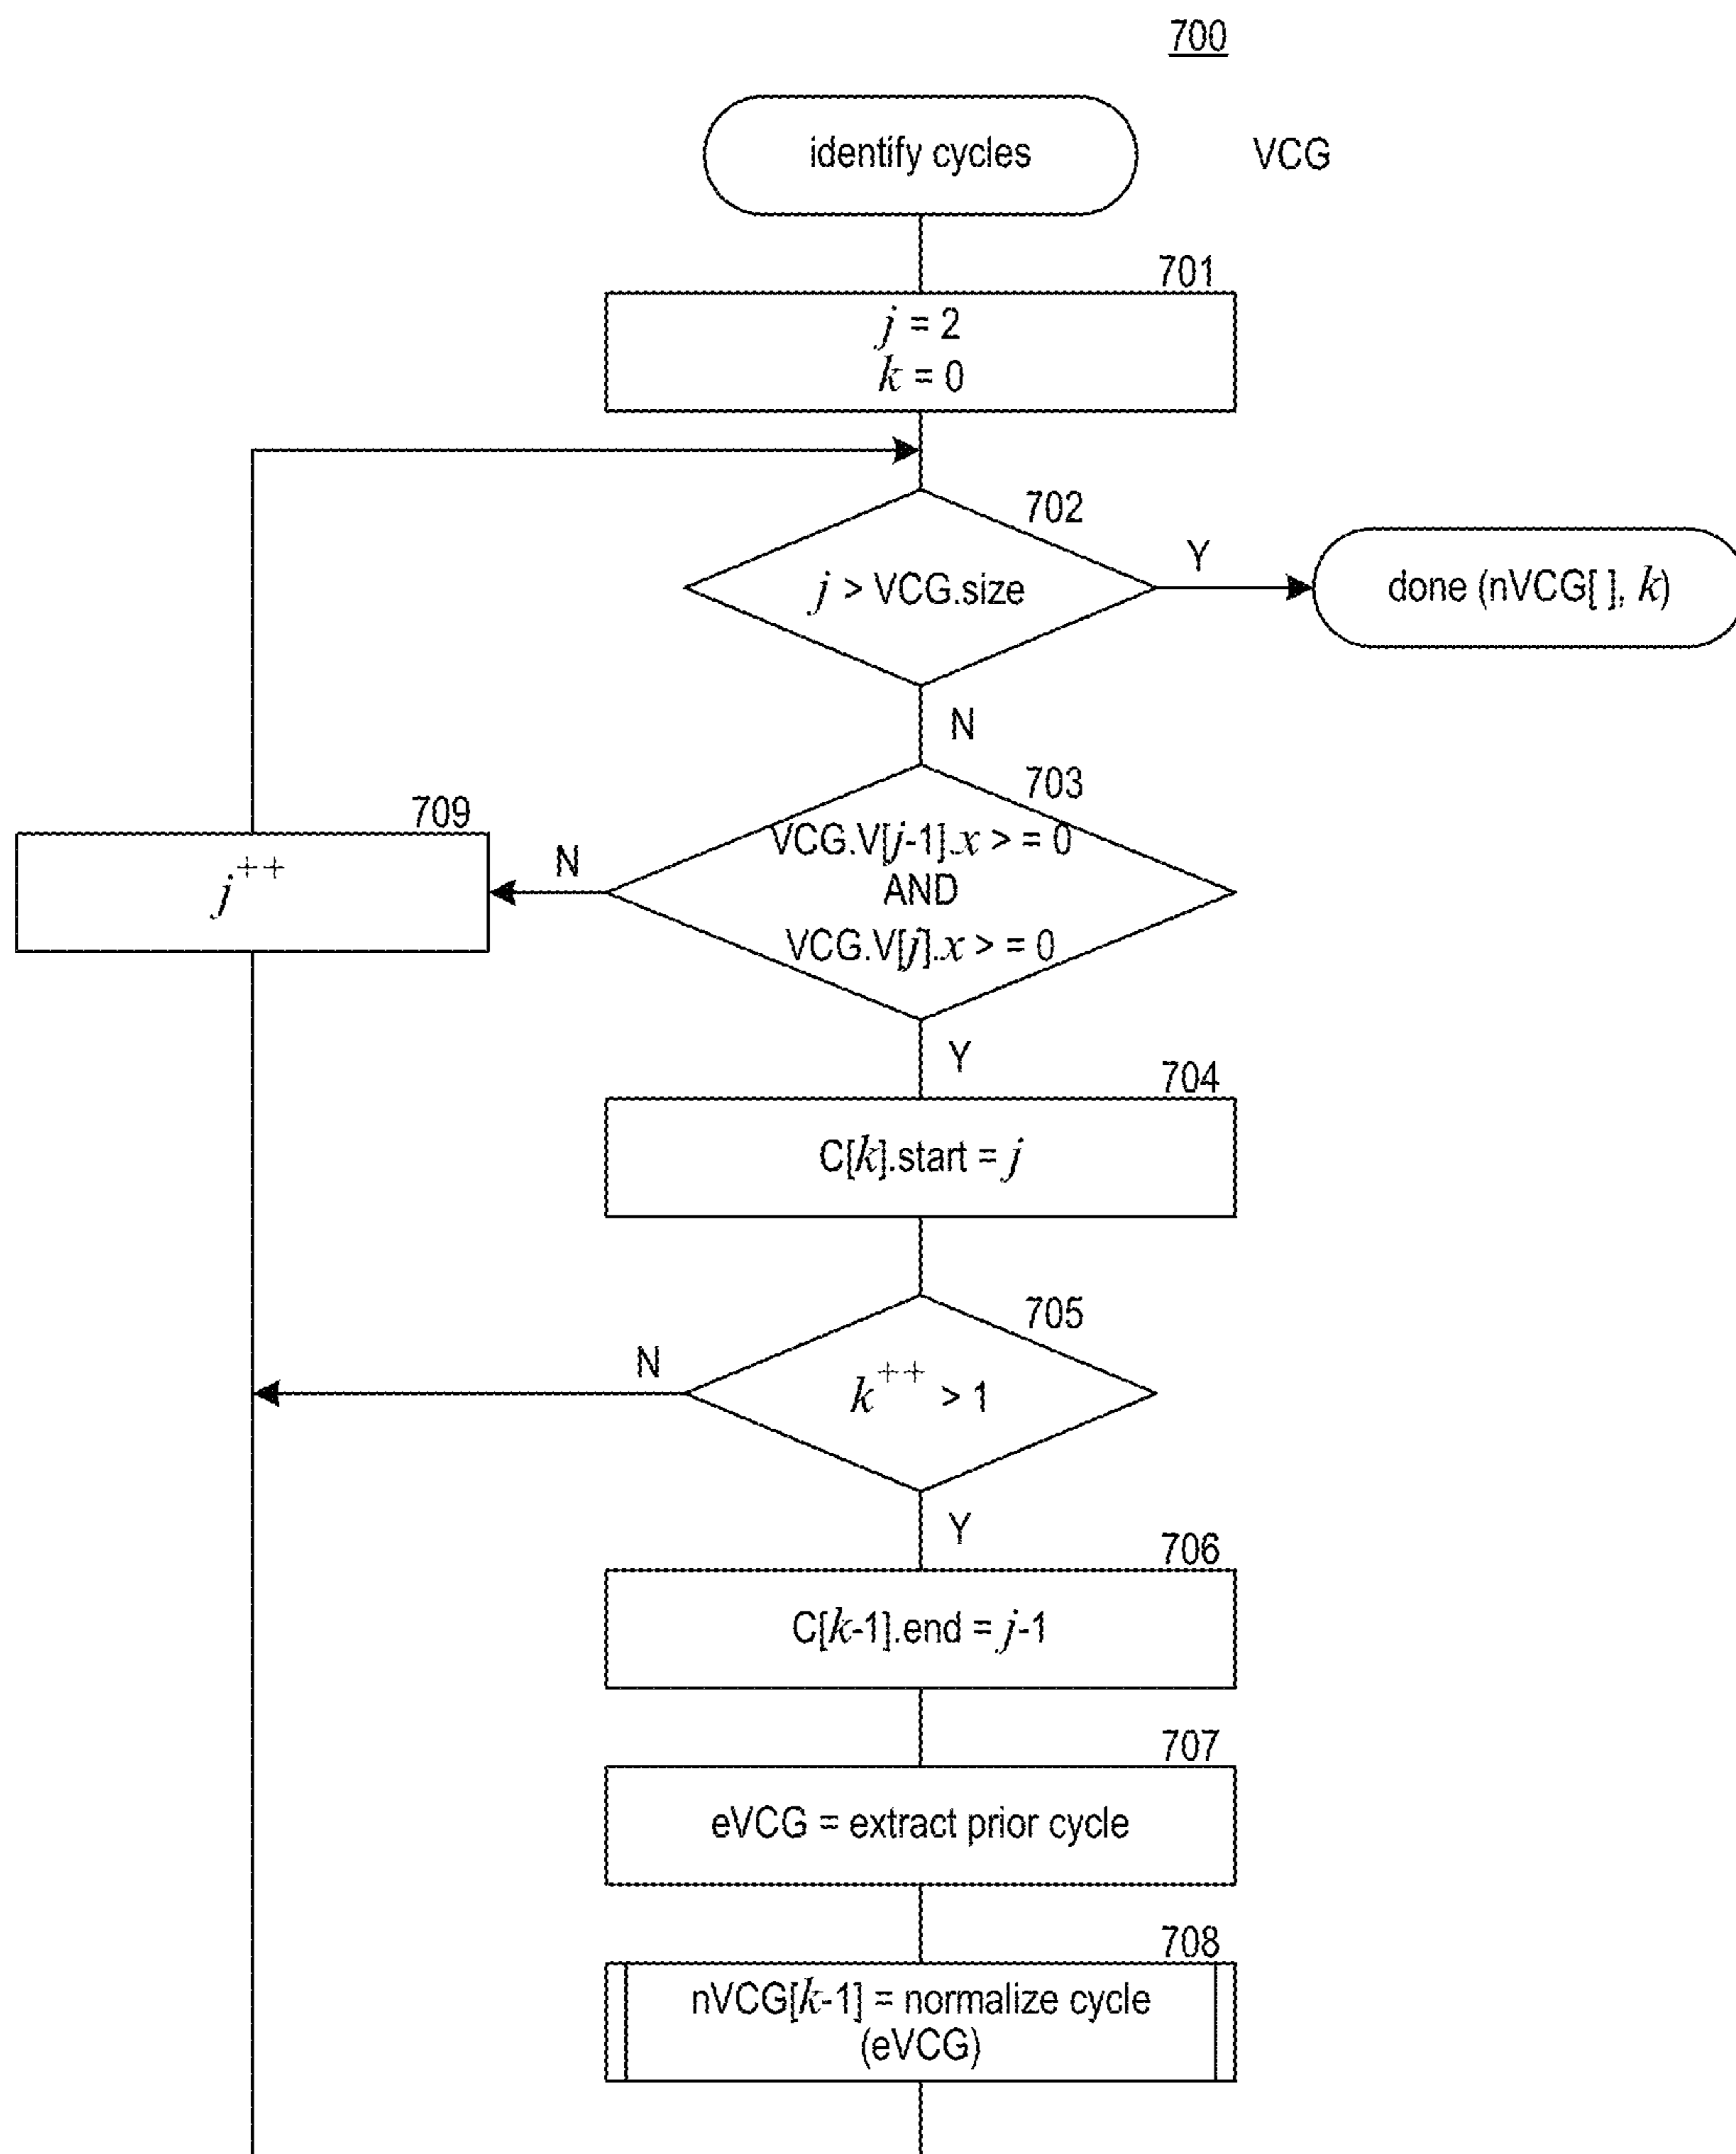 700
identify cycles
VCG
701
j = 2
k = 0
702
j > VCG.size
Y
done (nVCG[ ], k)
N
703
VCG.V[j-1].x > = 0
AND
VCG.V[j].x > = 0
N
709
j++
Y
704
C[k].start = j
705
k++ > 1
N
Y
706
C[k-1].end = j-1
707
eVCG = extract prior cycle
708
nVCG[k-1] = normalize cycle
(eVCG)